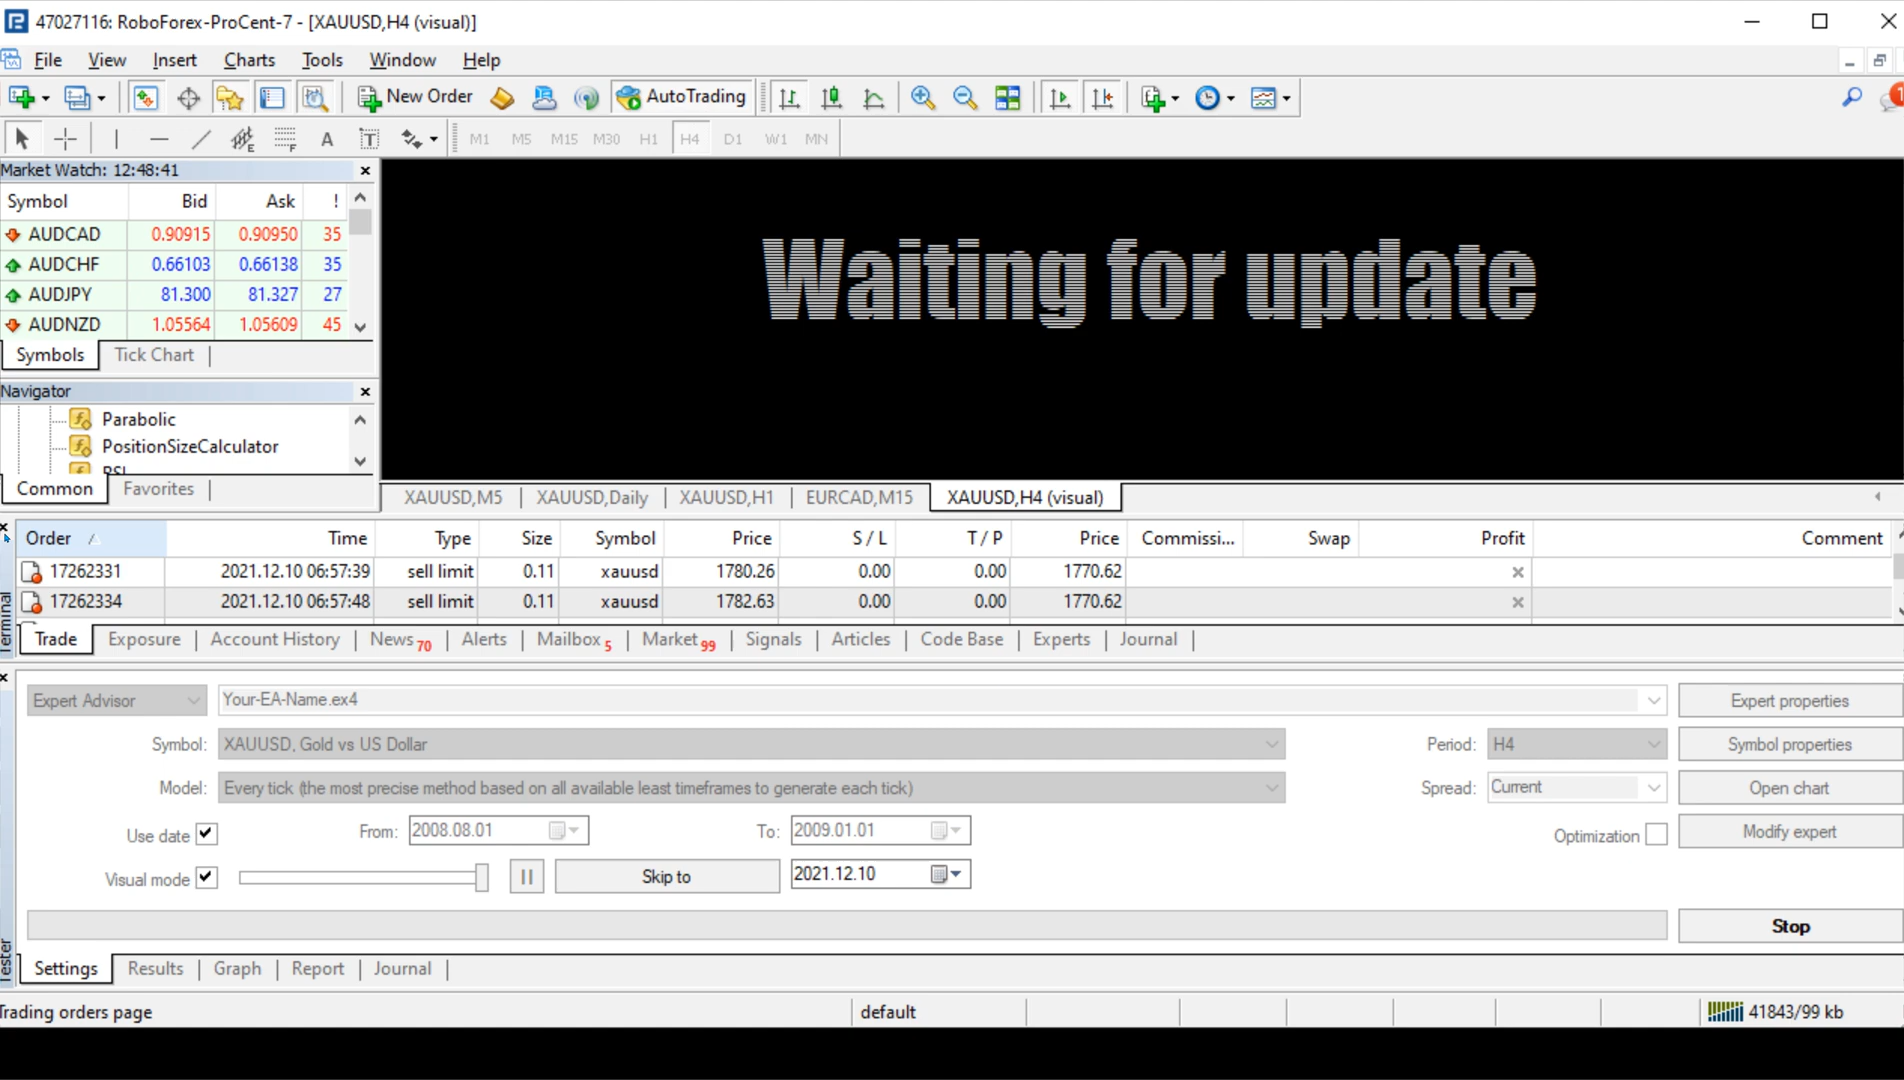 47027116: RoboForex-ProCent-7 - [XAUUSD,H4 (visual)]
File View Insert Charts Tools Window Help
New Order AutoTrading 1
A T M1 M5 M15 M30 H1 H4 D1 W1 MN
Market Watch: 12:48:41
Symbol Bid Ask !
AUDCAD 0.90915 0.90950 35
AUDCHF 0.66103 0.66138 35
AUDJPY 81.300 81.327 27
AUDNZD 1.05564 1.05609 45
Symbols Tick Chart
Waiting for update
Navigator
Parabolic
PositionSizeCalculator
Common Favorites
XAUUSD,M5 XAUUSD,Daily XAUUSD,H1 EURCAD,M15 XAUUSD,H4 (visual)
Order Time Type Size Symbol Price S / L T / P Price Commissi... Swap Profit Comment
17262331 2021.12.10 06:57:39 sell limit 0.11 xauusd 1780.26 0.00 0.00 1770.62
17262334 2021.12.10 06:57:48 sell limit 0.11 xauusd 1782.63 0.00 0.00 1770.62
Terminal
Trade Exposure Account History News 70 Alerts Mailbox 5 Market 99 Signals Articles Code Base Experts Journal
Expert Advisor Your-EA-Name.ex4 Expert properties
Symbol: XAUUSD, Gold vs US Dollar Period: H4 Symbol properties
Model: Every tick (the most precise method based on all available least timeframes to generate each tick) Spread: Current Open chart
Use date From: 2008.08.01 To: 2009.01.01 Optimization Modify expert
Visual mode Skip to 2021.12.10
Stop
Tester
Settings Results Graph Report Journal
Trading orders page default 41843/99 kb